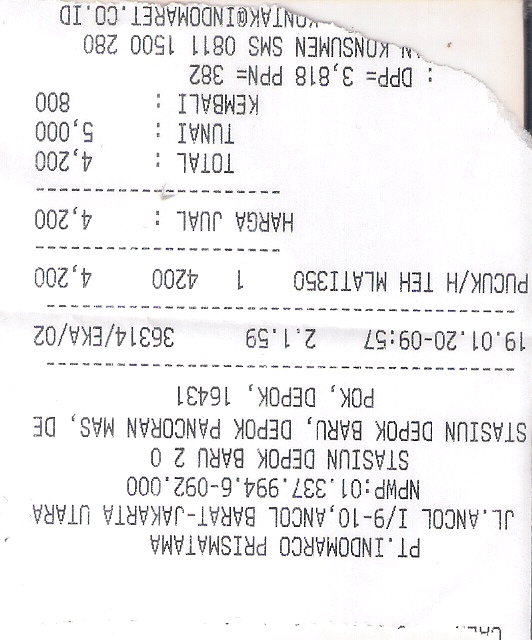 PT.INDOMARCO PRISMATAMA
JL.ANCOL I/9-10,ANCOL BARAT-JAKARTA UTARA
NPWP:01.337.994.6-092.000
STASIUN DEPOK BARU 2 0
STASIUN DEPOK BARU, DEPOK PANCORAN MAS, DE
POK, DEPOK, 16431
19.01.20-09:57 2.1.59 36314/EKA/02
PUCUK/H TEH MLATI350 1 4200 4,200
HARGA JUAL : 4,200
TOTAL : 4,200
TUNAI : 5,000
KEMBALI : 800
: DPP= 3,818 PPN= 382
KONSUMEN SMS 0811 1500 280
KONTAK@INDOMARET.CO.ID